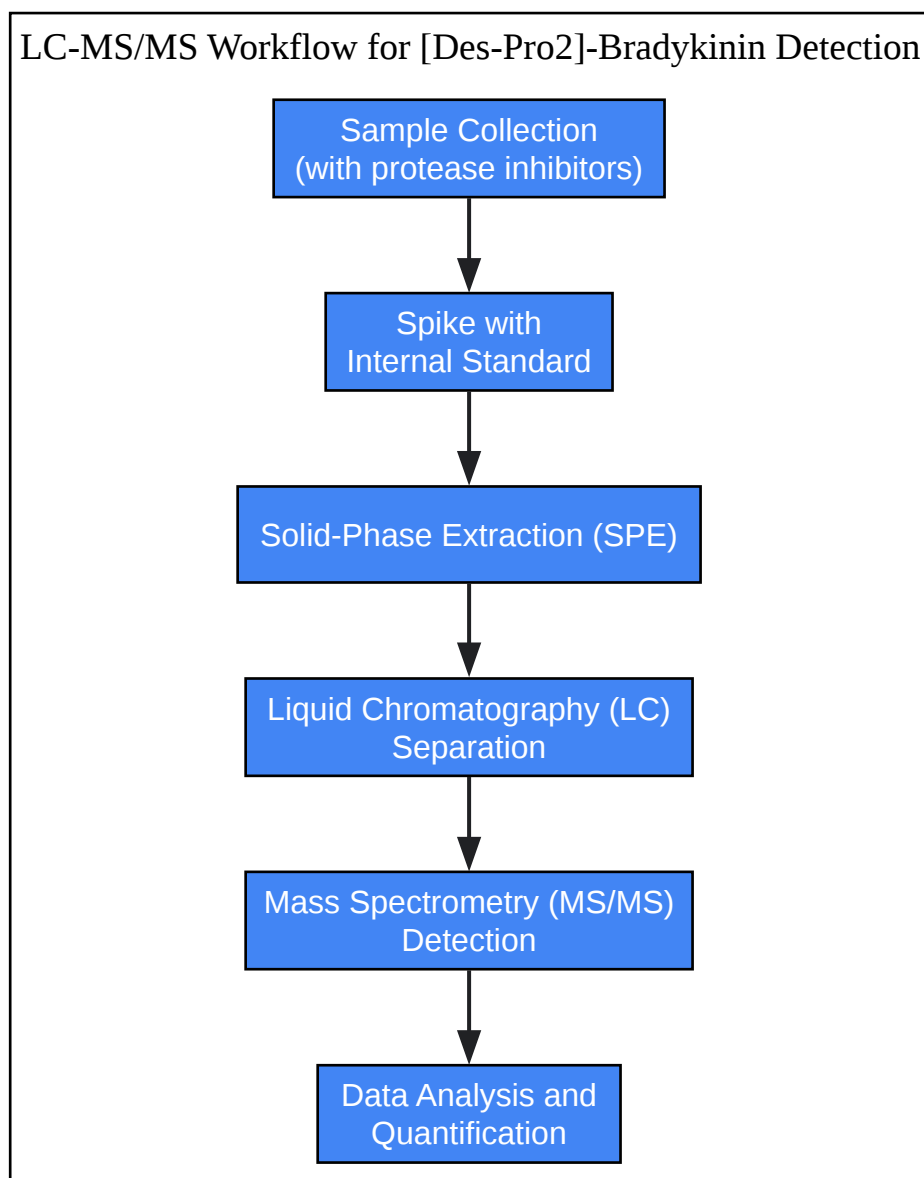 LC-MS/MS Workflow for [Des-Pro2]-Bradykinin Detection
Sample Collection
(with protease inhibitors)
Spike with
Internal Standard
Solid-Phase Extraction (SPE)
Liquid Chromatography (LC)
Separation
Mass Spectrometry (MS/MS)
Detection
Data Analysis and
Quantification